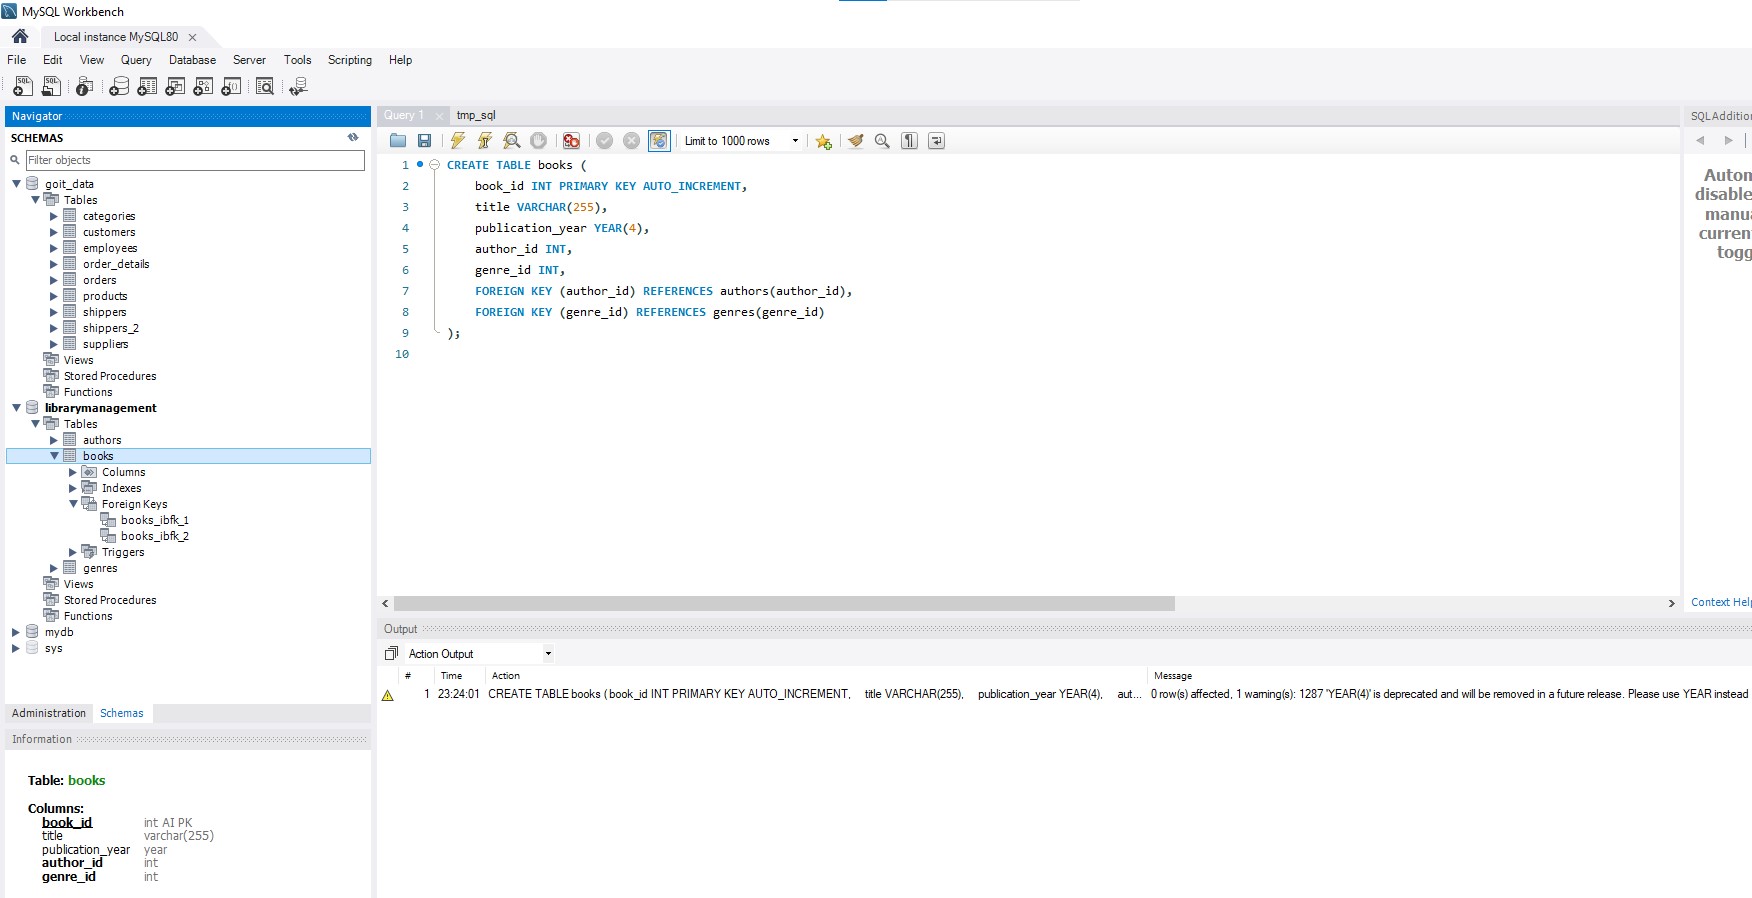 MySQL Workbench
Local instance MySQL80
File Edit View Query Database Server Tools Scripting Help
Navigator
SCHEMAS
Filter objects
goit_data
Tables
categories
customers
employees
order_details
orders
products
shippers
shippers_2
suppliers
Views
Stored Procedures
Functions
librarymanagement
Tables
authors
books
Columns
Indexes
Foreign Keys
books_ibfk_1
books_ibfk_2
Triggers
genres
Views
Stored Procedures
Functions
mydb
sys
Administration Schemas
Information
Table: books
Columns:
book_id int AI PK
title varchar(255)
publication_year year
author_id int
genre_id int
Query 1 tmp_sql
Limit to 1000 rows
1 CREATE TABLE books (
2 book_id INT PRIMARY KEY AUTO_INCREMENT,
3 title VARCHAR(255),
4 publication_year YEAR(4),
5 author_id INT,
6 genre_id INT,
7 FOREIGN KEY (author_id) REFERENCES authors(author_id),
8 FOREIGN KEY (genre_id) REFERENCES genres(genre_id)
9 );
10
Output
Action Output
# Time Action Message
1 23:24:01 CREATE TABLE books ( book_id INT PRIMARY KEY AUTO_INCREMENT, title VARCHAR(255), publication_year YEAR(4), aut... 0 row(s) affected, 1 warning(s): 1287 'YEAR(4)' is deprecated and will be removed in a future release. Please use YEAR instead
SQLAddition
Autom
disable
manua
curren
togg
Context Help